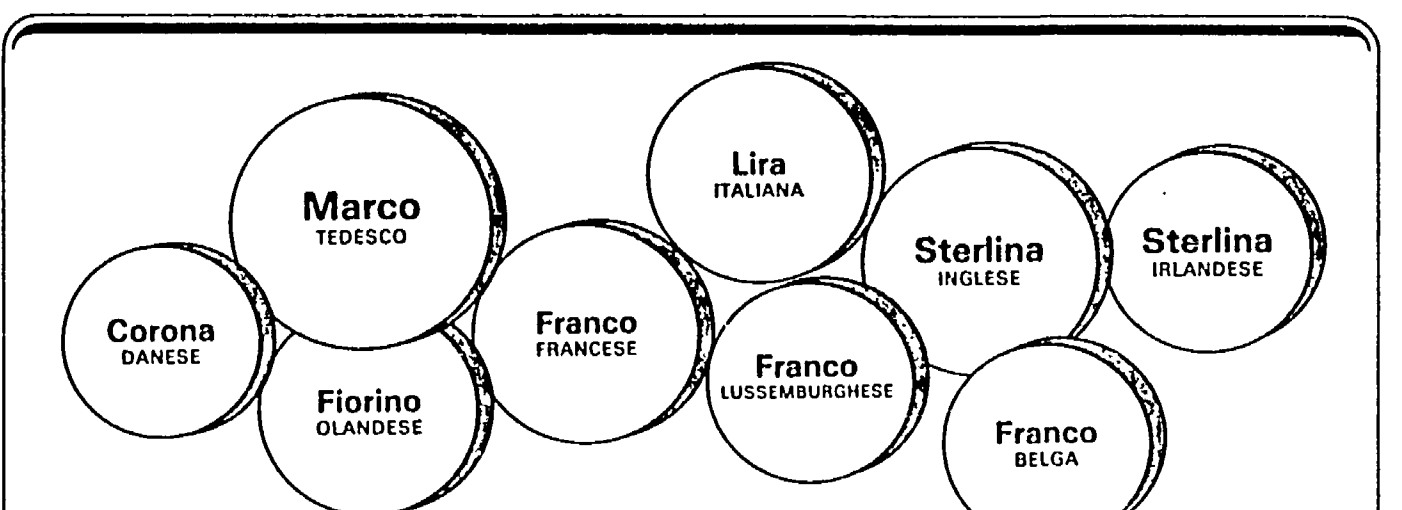 Marco
TEDESCO
Lira
ITALIANA
Sterlina
INGLESE
Sterlina
IRLANDESE
Corona
DANESE
Franco
FRANCESE
Fiorino
OLANDESE
Franco
LUSSEMBURGHESE
Franco
BELGA